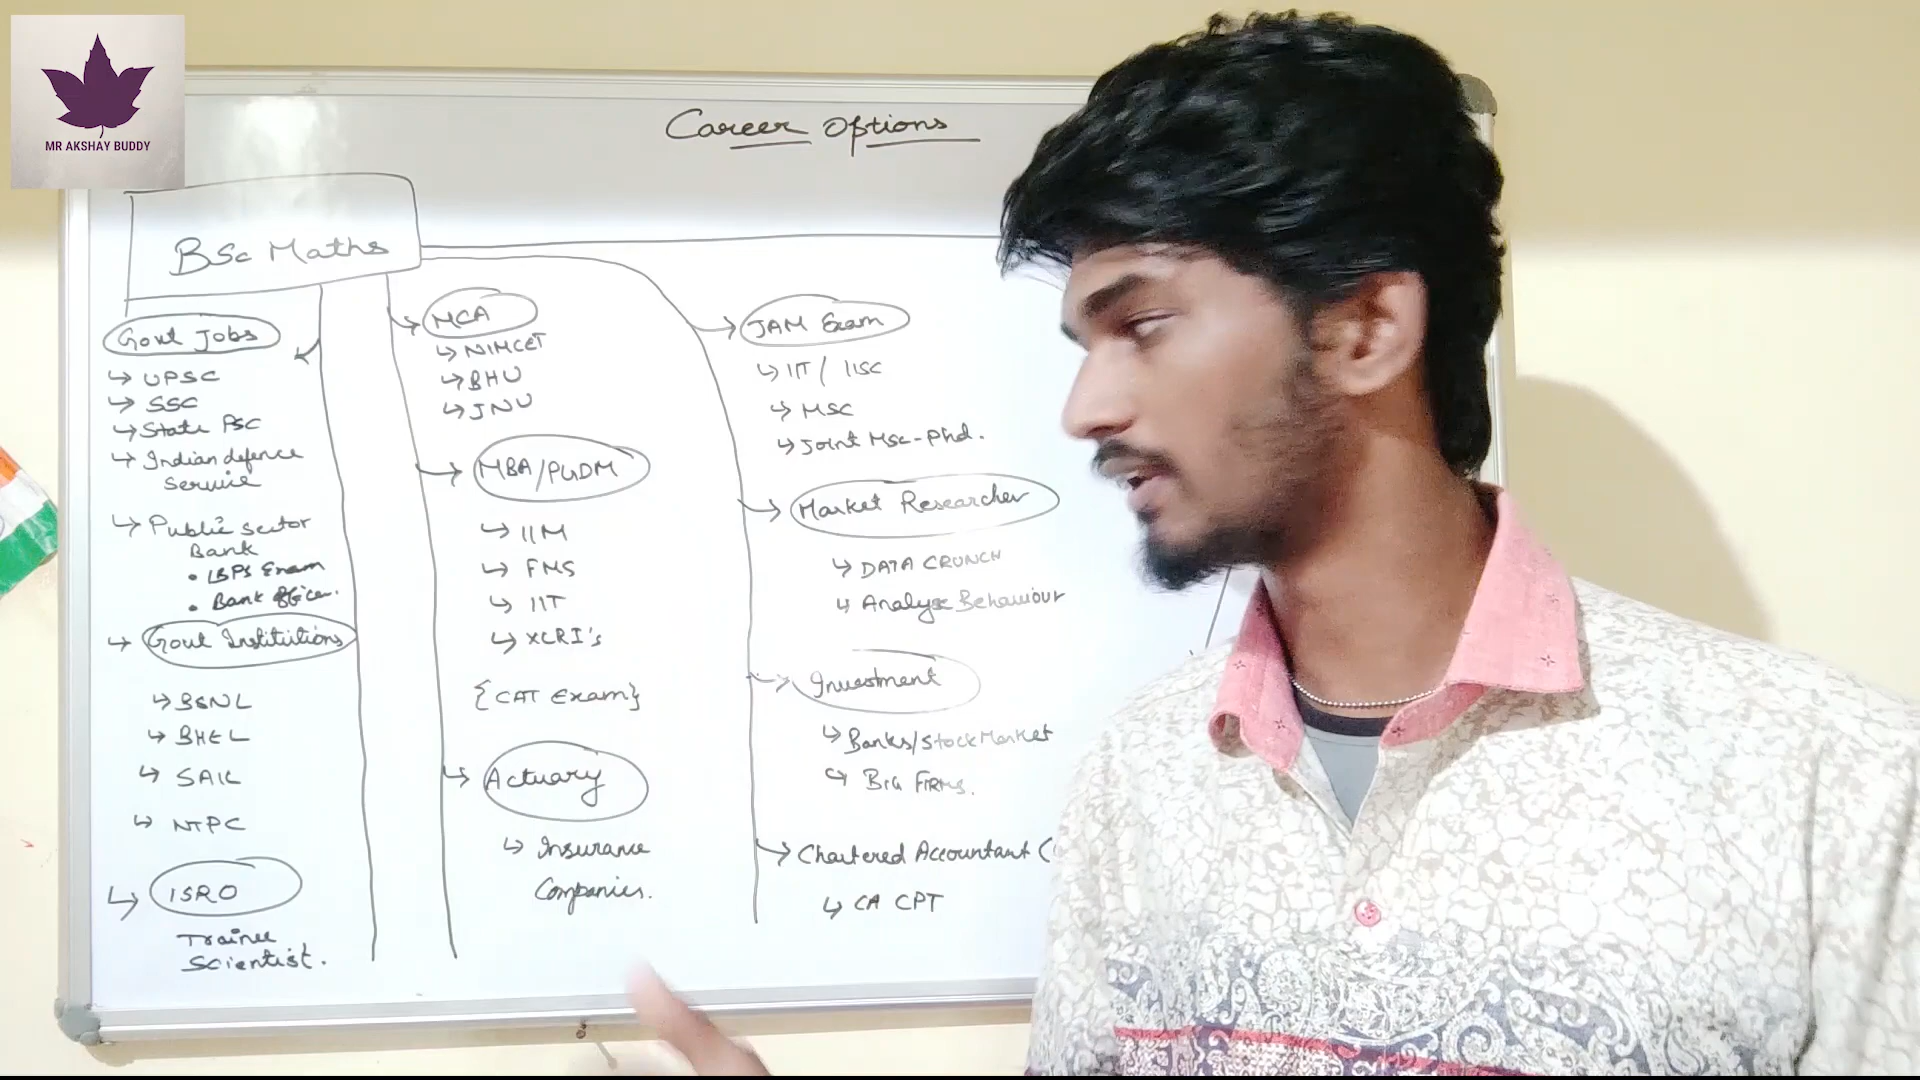 MR AKSHAY BUDDY
Career Options
BSc Maths
Govt Jobs
↳ UPSC
↳ SSC
↳ State PSC
↳ Indian defence
Service
↳ Public sector
Bank
• IBPS Exam
• Bank officer.
↳ Govt Institutions
↳ BSNL
↳ BHEL
↳ SAIL
↳ NTPC
↳ ISRO
Trainee
Scientist.
MCA
↳ NIMCET
↳ BHU
↳ JNU
MBA/PGDM
↳ IIM
↳ FMS
↳ IIT
↳ XLRI's
{CAT Exam}
Actuary
↳ Insurance
Companies.
JAM Exam
↳ IIT / IISC
↳ MSC
↳ Joint Msc-Phd.
Market Researcher
↳ DATA CRUNCH
↳ Analyse Behaviour
Investment
↳ Banks/Stock Market
↳ BIG FIRMS.
Chartered Accountant (
↳ CA CPT